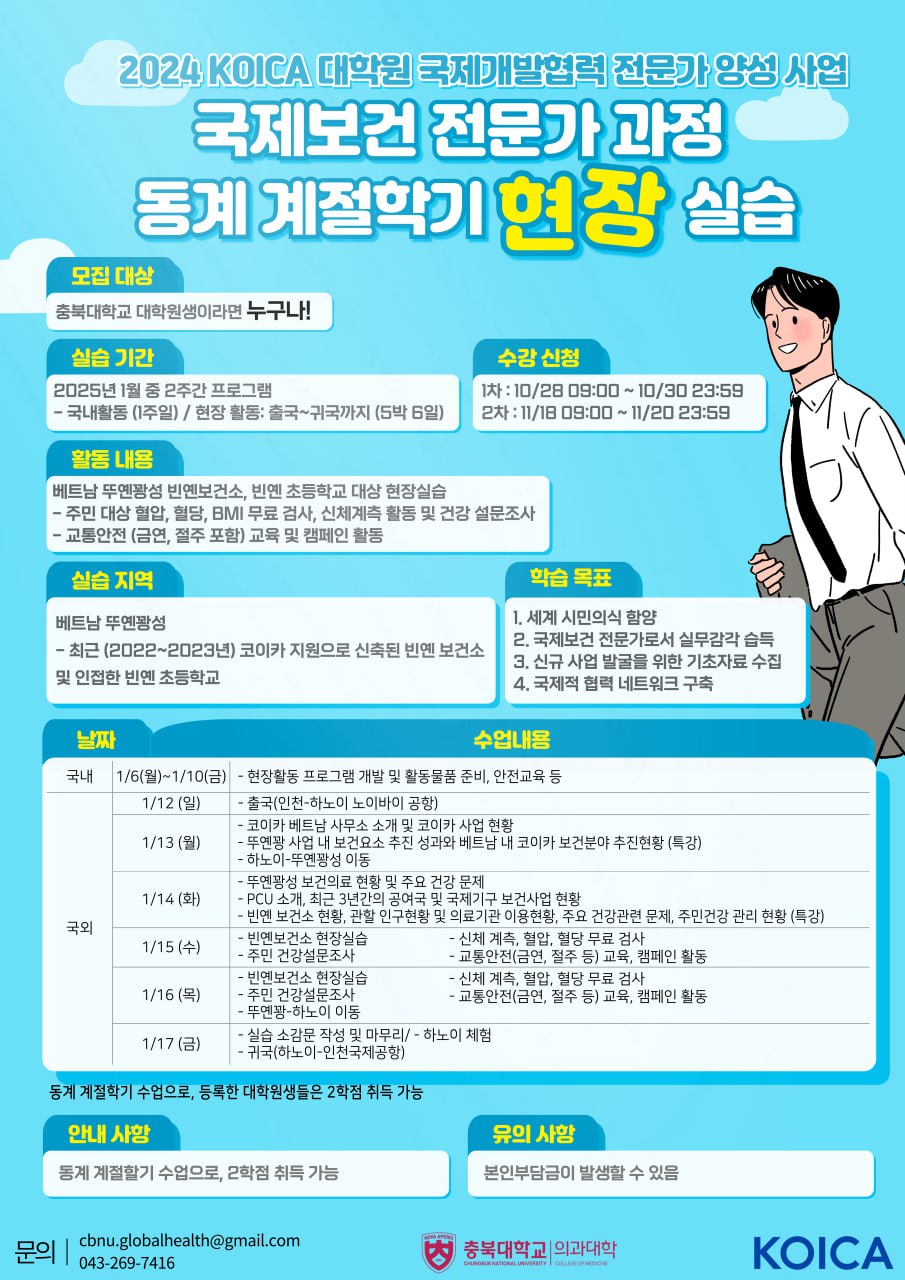 2024 KOICA 대학원 국제개발협력 전문가 양성 사업
국제보건 전문가 과정
동계 계절학기 현장 실습
모집 대상
충북대학교 대학원생이라면 누구나!
실습 기간
2025년 1월 중 2주간 프로그램
- 국내활동 (1주일) / 현장 활동: 출국~귀국까지 (5박 6일)
수강 신청
1차 : 10/28 09:00 ~ 10/30 23:59
2차 : 11/18 09:00 ~ 11/20 23:59
활동 내용
베트남 뚜옌꽝성 빈옌보건소, 빈옌 초등학교 대상 현장실습
- 주민 대상 혈압, 혈당, BMI 무료 검사, 신체계측 활동 및 건강 설문조사
- 교통안전 (금연, 절주 포함) 교육 및 캠페인 활동
실습 지역
베트남 뚜옌꽝성
- 최근 (2022~2023년) 코이카 지원으로 신축된 빈옌 보건소
및 인접한 빈옌 초등학교
학습 목표
1. 세계 시민의식 함양
2. 국제보건 전문가로서 실무감각 습득
3. 신규 사업 발굴을 위한 기초자료 수집
4. 국제적 협력 네트워크 구축
날짜 수업내용
국내 1/6(월)~1/10(금) - 현장활동 프로그램 개발 및 활동물품 준비, 안전교육 등
국외
1/12 (일) - 출국(인천-하노이 노이바이 공항)
1/13 (월) - 코이카 베트남 사무소 소개 및 코이카 사업 현황
- 뚜옌꽝 사업 내 보건요소 추진 성과와 베트남 내 코이카 보건분야 추진현황 (특강)
- 하노이-뚜옌꽝성 이동
1/14 (화) - 뚜옌꽝성 보건의료 현황 및 주요 건강 문제
- PCU 소개, 최근 3년간의 공여국 및 국제기구 보건사업 현황
- 빈옌 보건소 현황, 관할 인구현황 및 의료기관 이용현황, 주요 건강관련 문제, 주민건강 관리 현황 (특강)
1/15 (수) - 빈옌보건소 현장실습 - 신체 계측, 혈압, 혈당 무료 검사
- 주민 건강설문조사 - 교통안전(금연, 절주 등) 교육, 캠페인 활동
1/16 (목) - 빈옌보건소 현장실습 - 신체 계측, 혈압, 혈당 무료 검사
- 주민 건강설문조사 - 교통안전(금연, 절주 등) 교육, 캠페인 활동
- 뚜옌꽝-하노이 이동
1/17 (금) - 실습 소감문 작성 및 마무리/ - 하노이 체험
- 귀국(하노이-인천국제공항)
동계 계절학기 수업으로, 등록한 대학원생들은 2학점 취득 가능
안내 사항
동계 계절할기 수업으로, 2학점 취득 가능
유의 사항
본인부담금이 발생할 수 있음
문의 cbnu.globalhealth@gmail.com
043-269-7416
충북대학교 의과대학
CHUNGBUK NATIONAL UNIVERSITY COLLEGE OF MEDICINE
KOICA